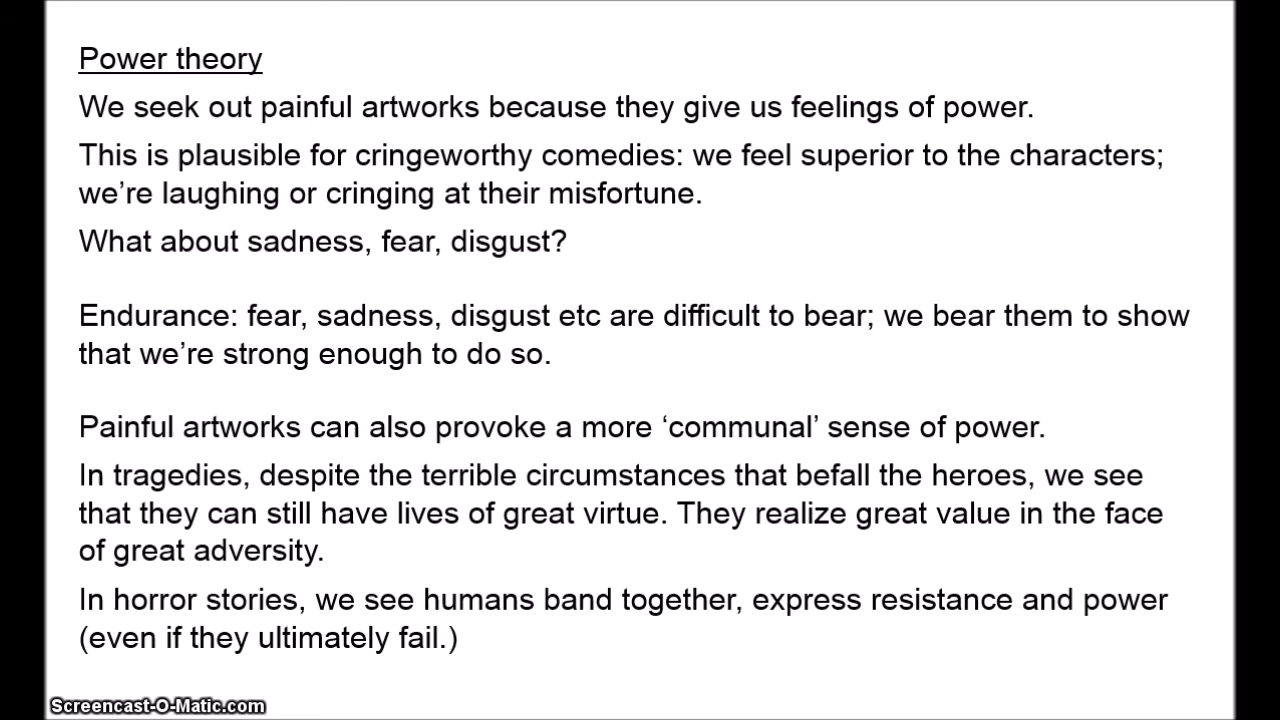 Power theory
We seek out painful artworks because they give us feelings of power.
This is plausible for cringeworthy comedies: we feel superior to the characters;
we’re laughing or cringing at their misfortune.
What about sadness, fear, disgust?
Endurance: fear, sadness, disgust etc are difficult to bear; we bear them to show
that we’re strong enough to do so.
Painful artworks can also provoke a more ‘communal’ sense of power.
In tragedies, despite the terrible circumstances that befall the heroes, we see
that they can still have lives of great virtue. They realize great value in the face
of great adversity.
In horror stories, we see humans band together, express resistance and power
(even if they ultimately fail.)
Screencast-O-Matic.com